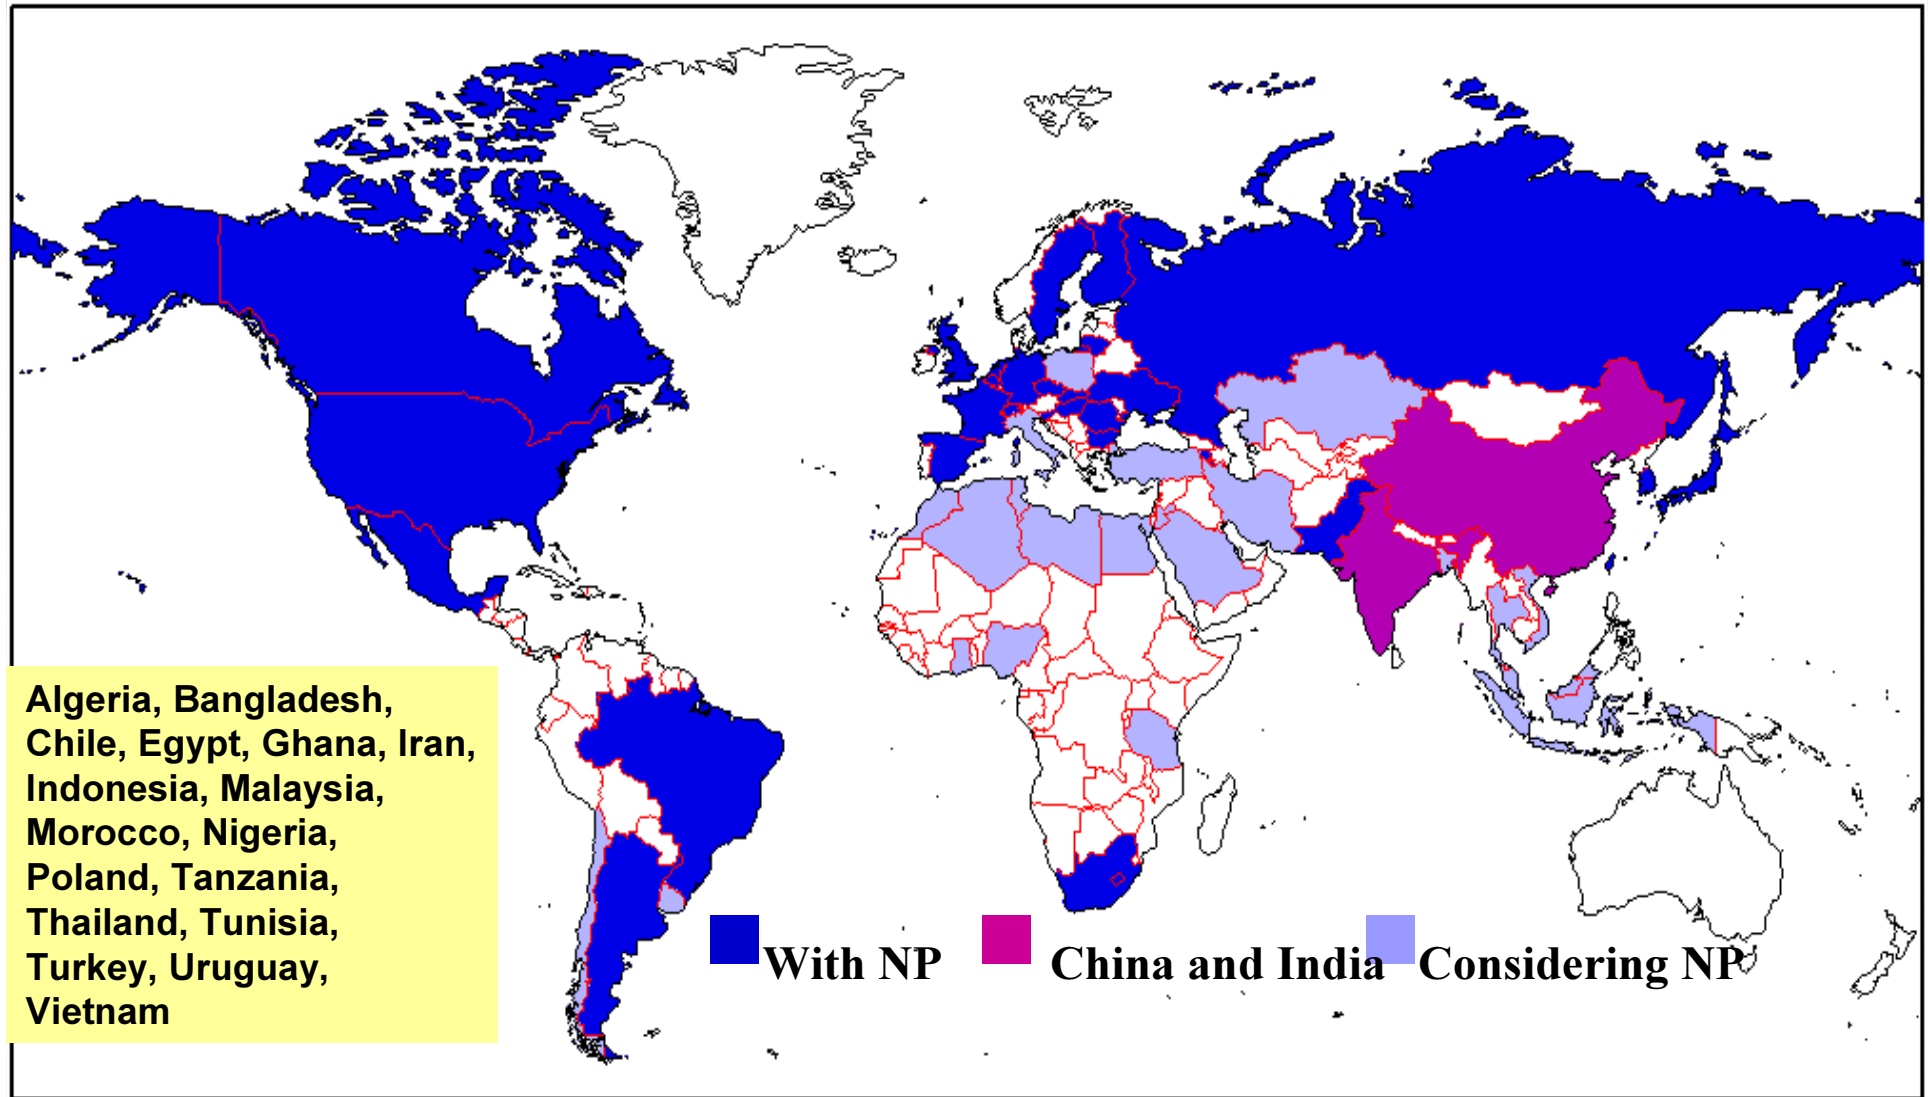 Algeria, Bangladesh,
Chile, Egypt, Ghana, Iran,
Indonesia, Malaysia,
Morocco, Nigeria,
Poland, Tanzania,
Thailand, Tunisia,
Turkey, Uruguay,
Vietnam
With NP China and India Considering NP